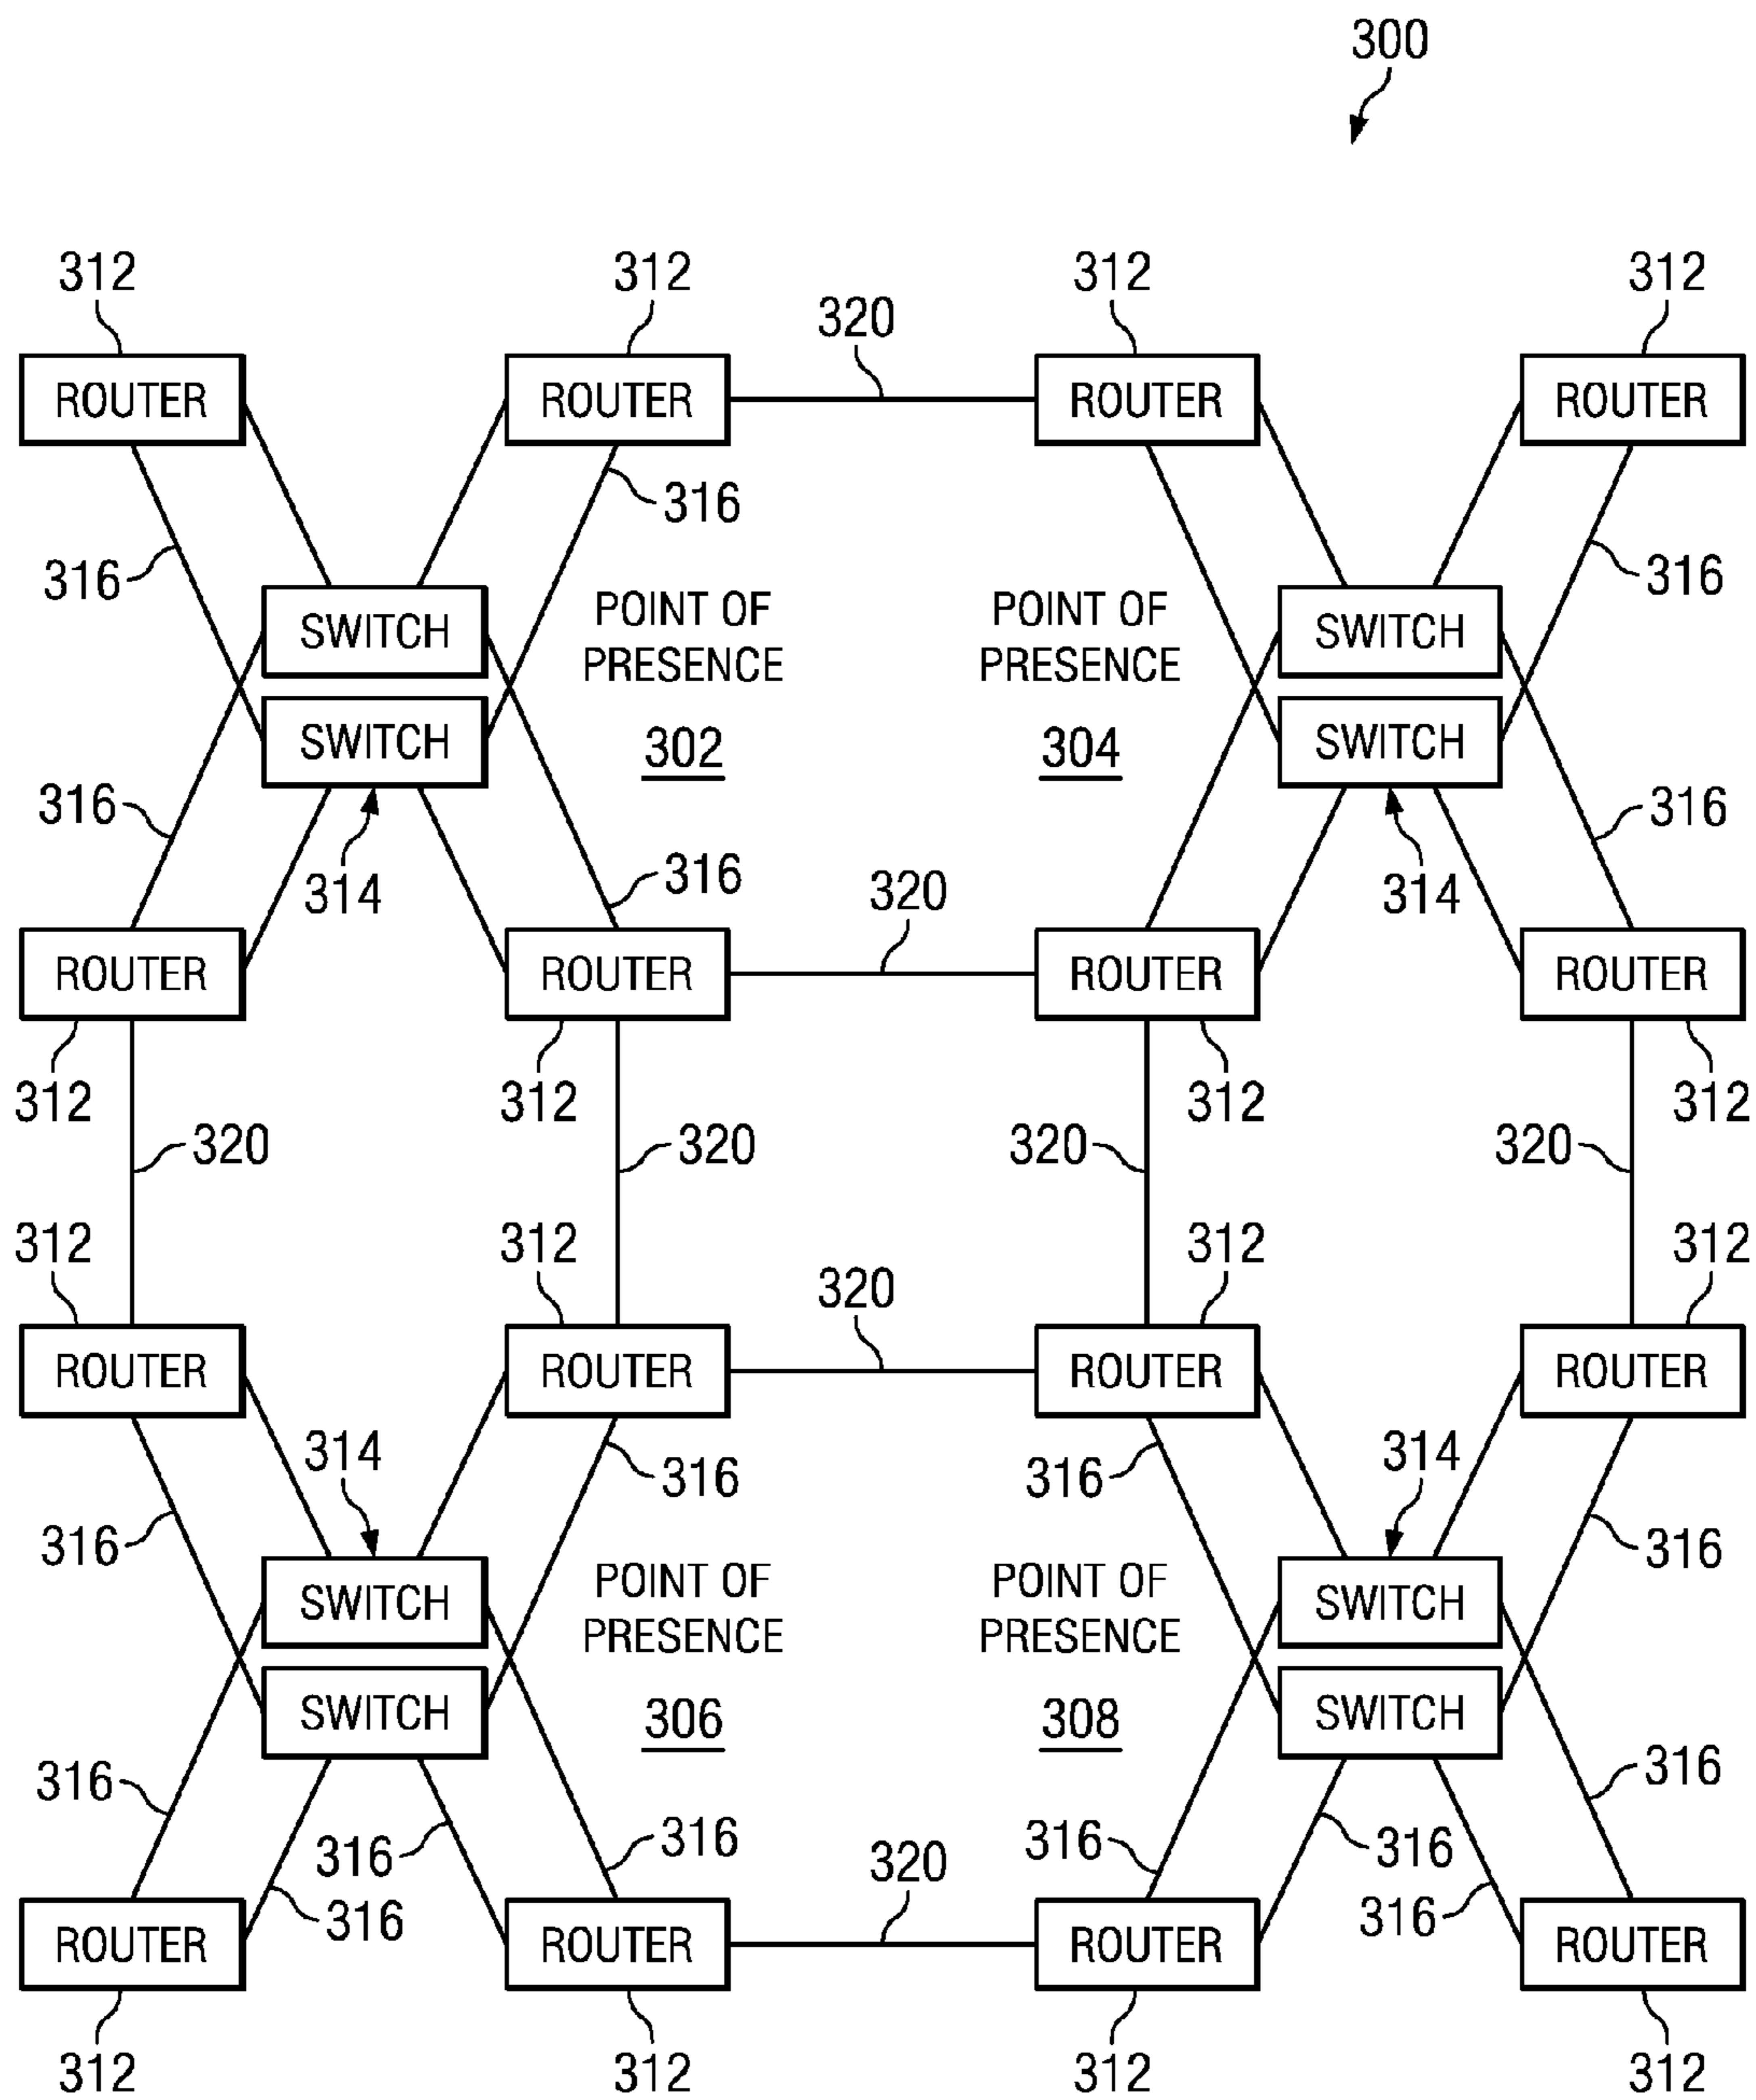 300
312 312 312 312
320
ROUTER ROUTER ROUTER ROUTER
316
316 316
POINT OF PRESENCE
302
POINT OF PRESENCE
304
SWITCH SWITCH
SWITCH SWITCH
316 316
314 316 314
320
ROUTER ROUTER ROUTER ROUTER
312 312 312 312
320 320 320 320
312 312 312 312
320
ROUTER ROUTER ROUTER ROUTER
314 316 316 314
316 316
SWITCH SWITCH
POINT OF PRESENCE
306
POINT OF PRESENCE
308
SWITCH SWITCH
316 316
316 316 316 316
320
316 316
ROUTER ROUTER ROUTER ROUTER
312 312 312 312